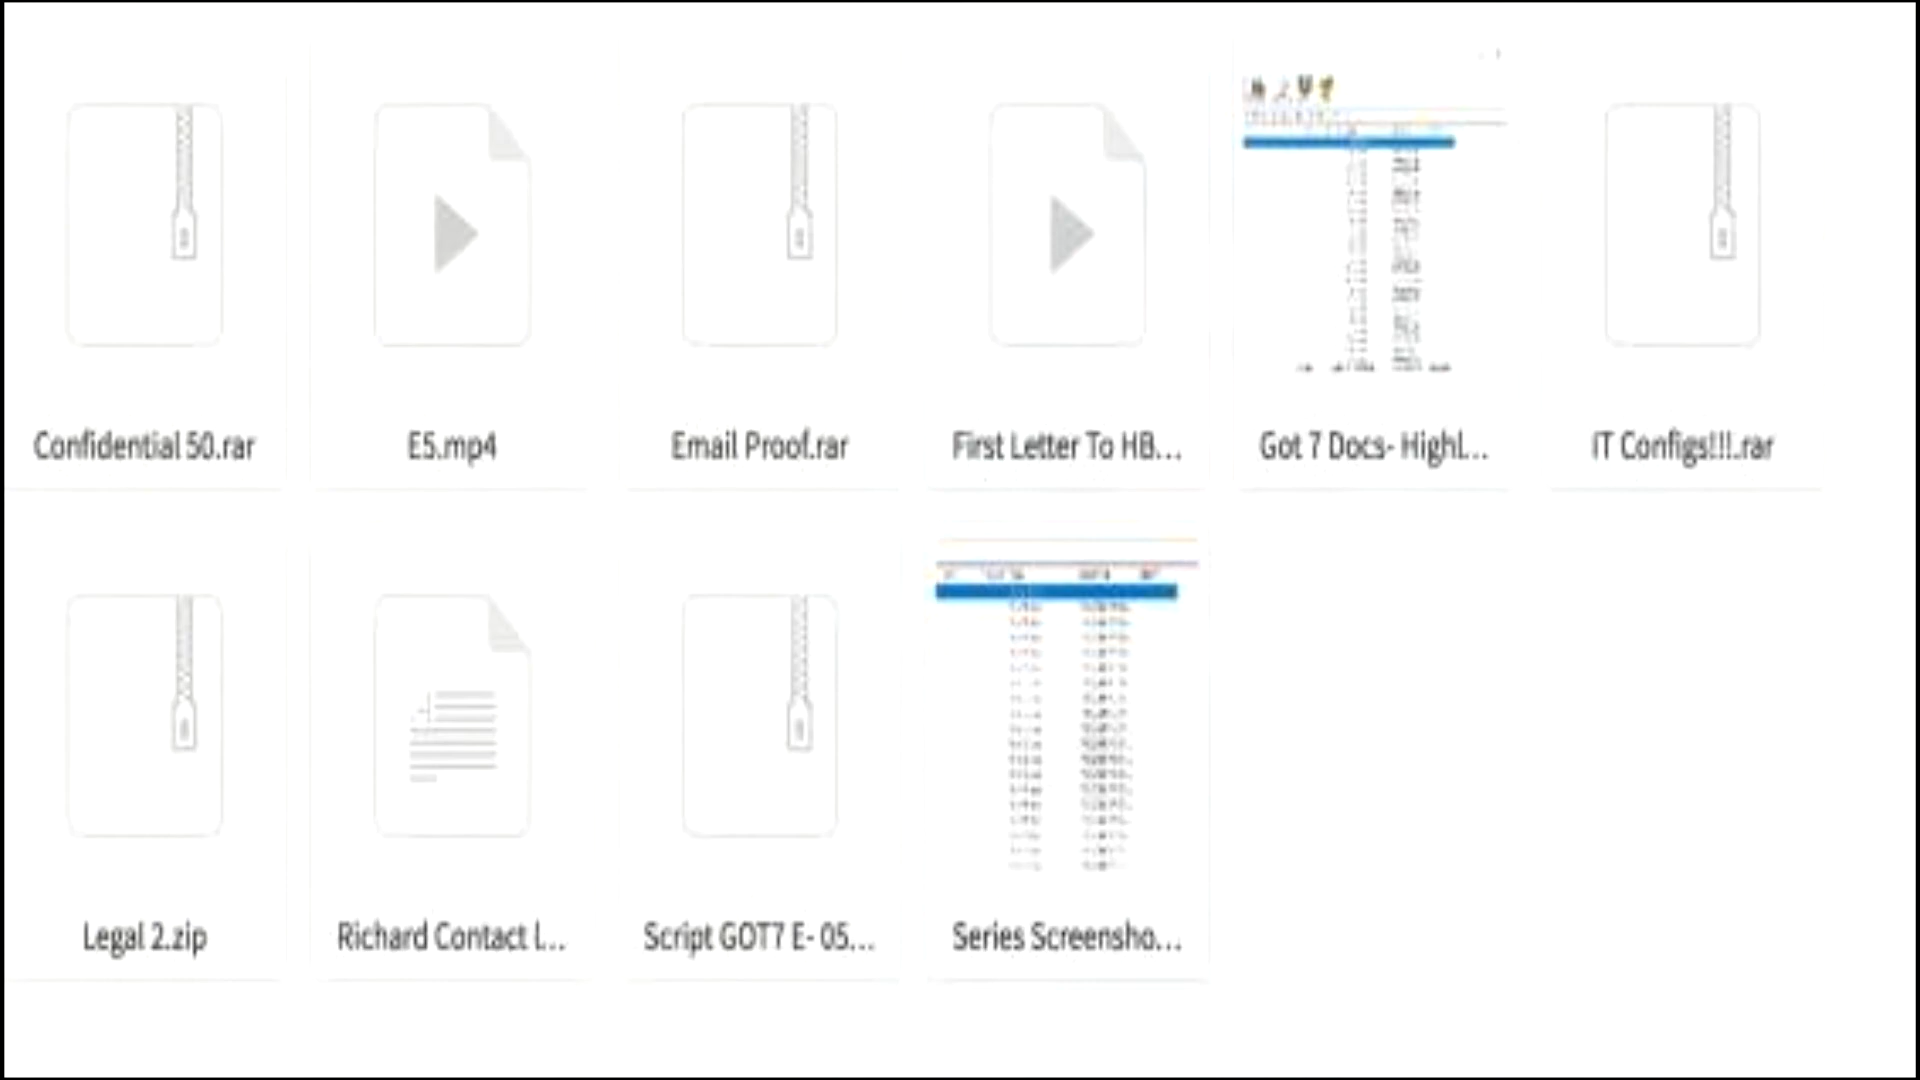 Confidential 50.rar
E5.mp4
Email Proof.rar
First Letter To HB...
Got 7 Docs- Highl...
IT Configs!!!.rar
Legal 2.zip
Richard Contact l...
Script GOT7 E- 05...
Series Screensho...